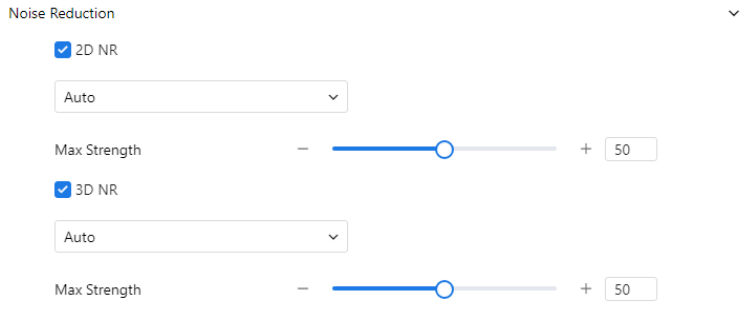 Noise Reduction
2D NR
Auto
Max Strength 50
3D NR
Auto
Max Strength 50